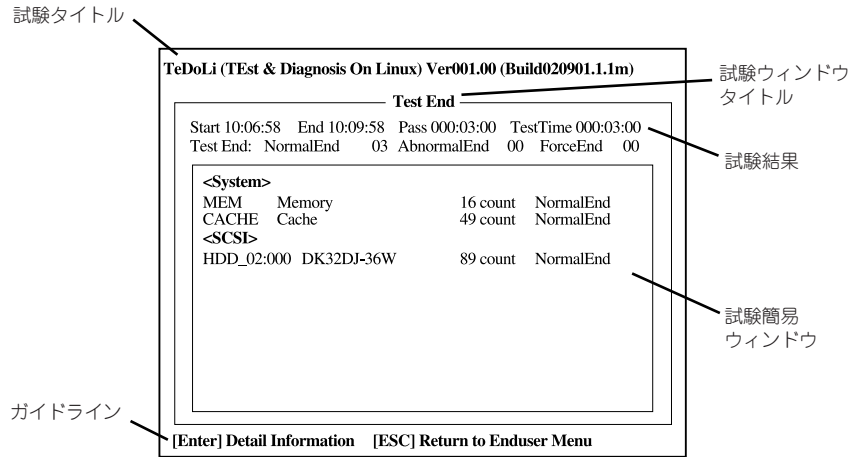 試験タイトル
TeDoLi (TEst & Diagnosis On Linux) Ver001.00 (Build020901.1.1m)
試験ウィンドウ
タイトル
Test End
Start 10:06:58 End 10:09:58 Pass 000:03:00 TestTime 000:03:00
Test End: NormalEnd 03 AbnormalEnd 00 ForceEnd 00
試験結果
<System>
MEM Memory 16 count NormalEnd
CACHE Cache 49 count NormalEnd
<SCSI>
HDD_02:000 DK32DJ-36W 89 count NormalEnd
試験簡易
ウィンドウ
ガイドライン
[Enter] Detail Information [ESC] Return to Enduser Menu